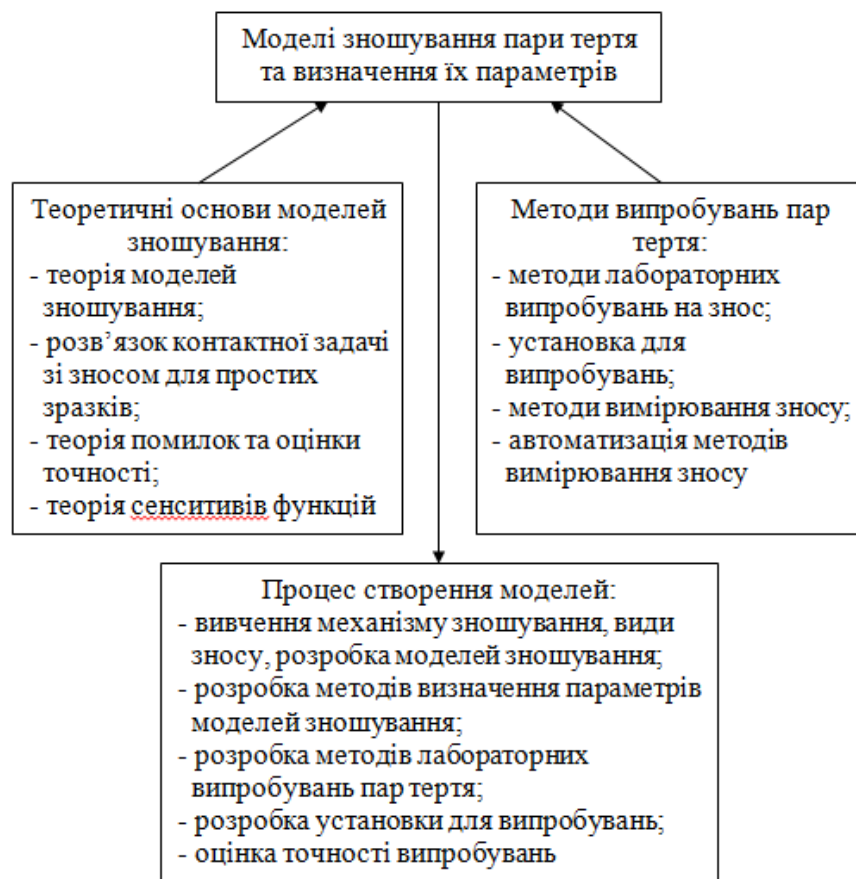 Моделі зношування пари тертя
та визначення їх параметрів
Теоретичні основи моделей
зношування:
- теорія моделей
зношування;
- розв’язок контактної задачі
зі зносом для простих
зразків;
- теорія помилок та оцінки
точності;
- теорія сенситивів функцій
Методи випробувань пар
тертя:
- методи лабораторних
випробувань на знос;
- установка для
випробувань;
- методи вимірювання зносу;
- автоматизація методів
вимірювання зносу
Процес створення моделей:
- вивчення механізму зношування, види
зносу, розробка моделей зношування;
- розробка методів визначення параметрів
моделей зношування;
- розробка методів лабораторних
випробувань пар тертя;
- розробка установки для випробувань;
- оцінка точності випробувань